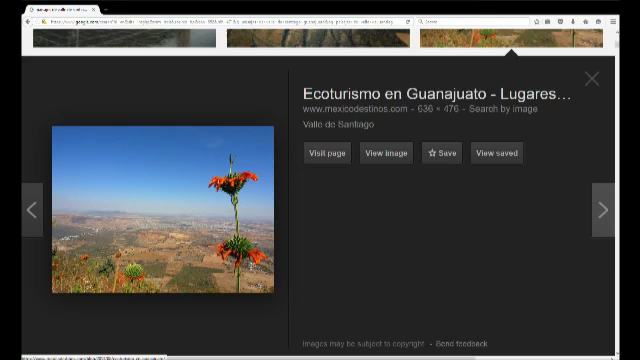 Search
Ecoturismo en Guanajuato - Lugares…
www.mexicodestinos.com - 636 × 476 - Search by image
Valle de Santiago
Visit page
View image
Save
View saved
Images may be subject to copyright - Send feedback